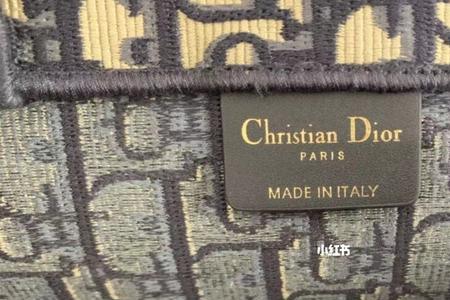 Christian Dior
PARIS
MADE IN ITALY
小红书